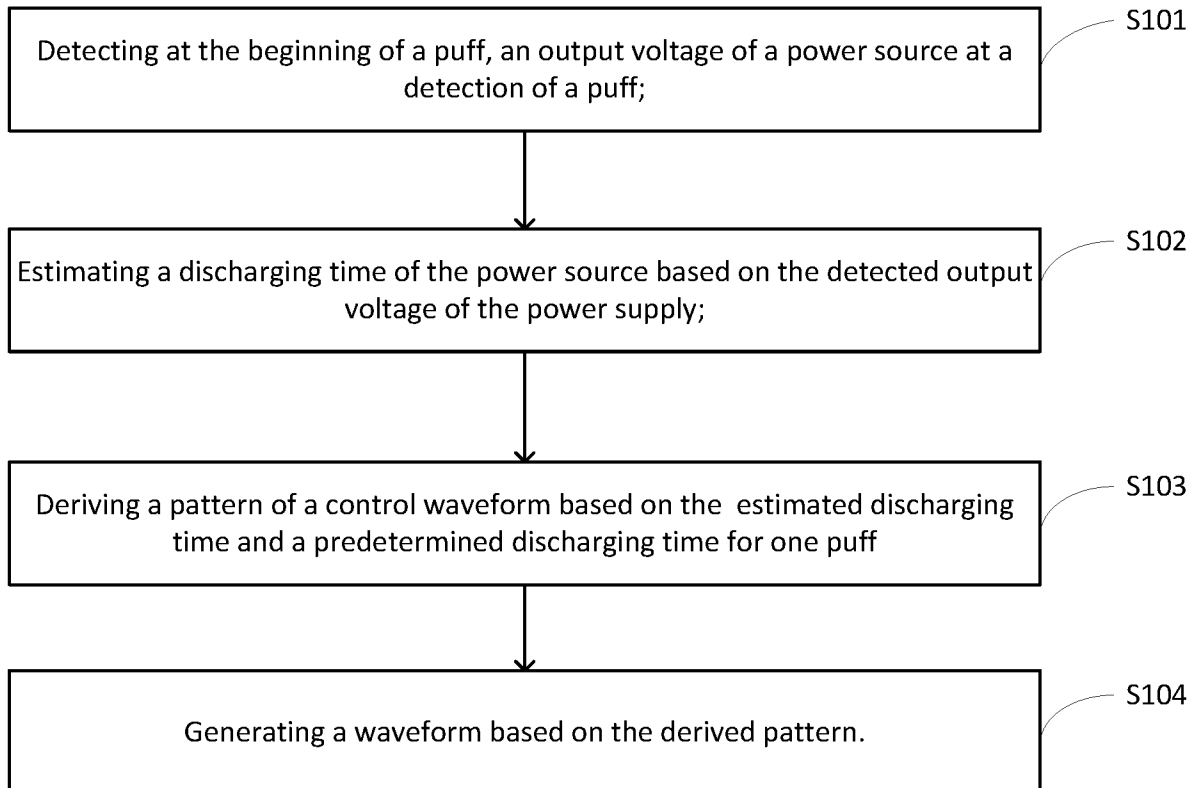 S101
Detecting at the beginning of a puff, an output voltage of a power source at a
detection of a puff;
S102
Estimating a discharging time of the power source based on the detected output
voltage of the power supply;
S103
Deriving a pattern of a control waveform based on the estimated discharging
time and a predetermined discharging time for one puff
S104
Generating a waveform based on the derived pattern.